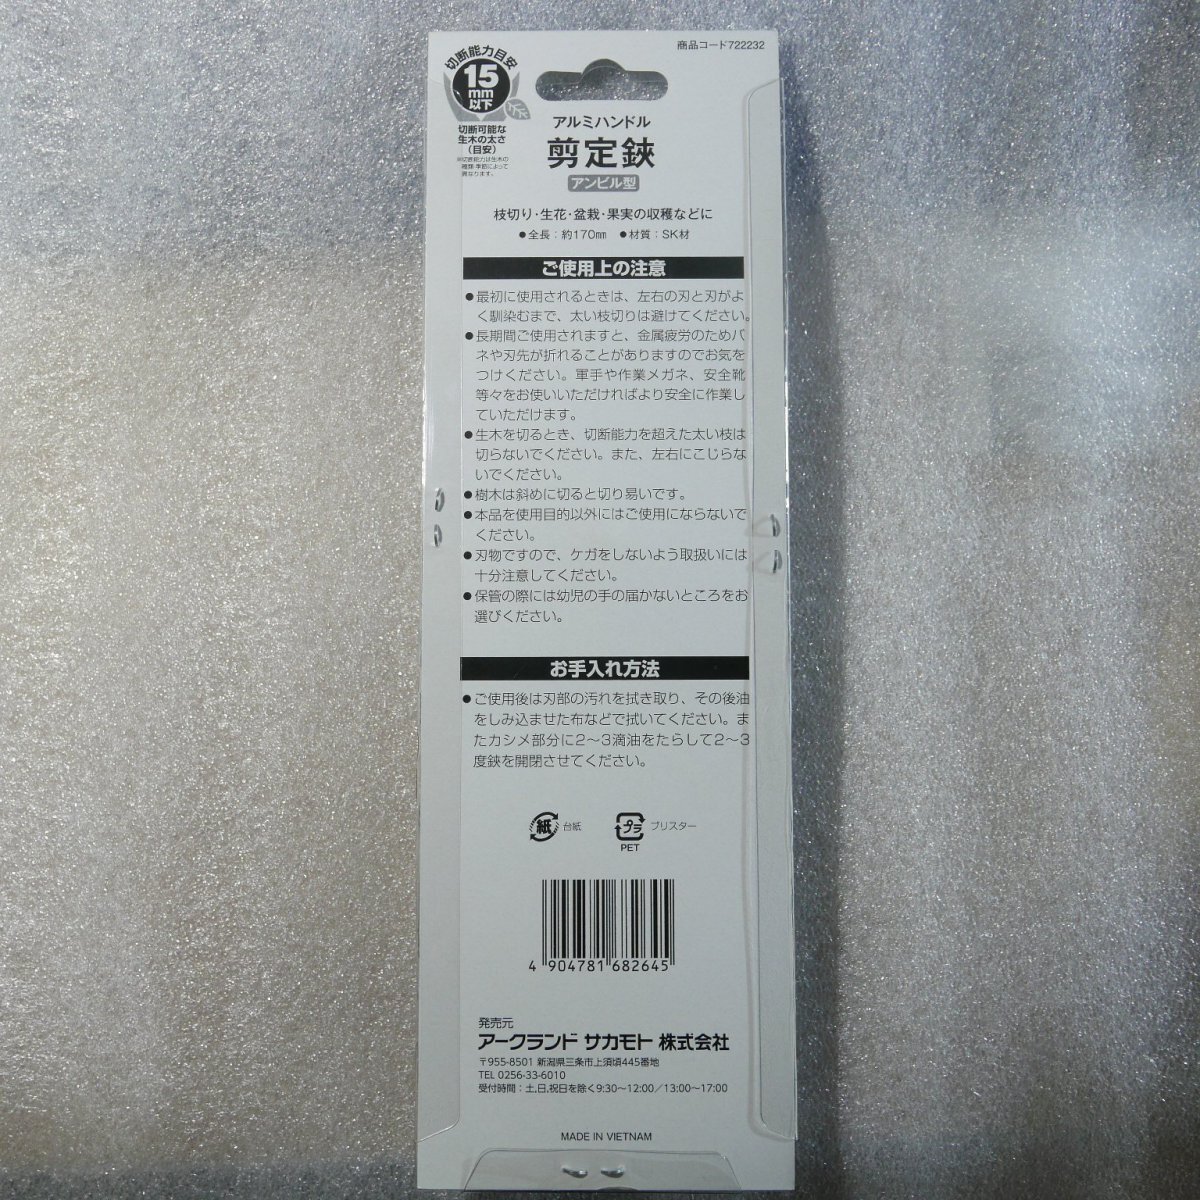 商品コード722232
切断能力目安
15
mm
以下
切断可能な
生木の太さ
(目安)
※切断能力は生木の
種類・季節によって
異なります。
アルミハンドル
剪定鋏
アンビル型
枝切り・生花・盆栽・果実の収穫などに
●全長：約170㎜ ●材質：SK材
ご使用上の注意
●最初に使用されるときは、左右の刃と刃がよ
く馴染むまで、太い枝切りは避けてください。
●長期間ご使用されますと、金属疲労のためバ
ネや刃先が折れることがありますのでお気を
つけください。軍手や作業メガネ、安全靴
等々をお使いいただければより安全に作業し
ていただけます。
●生木を切るとき、切断能力を超えた太い枝は
切らないでください。また、左右にこじらな
いでください。
●樹木は斜めに切ると切り易いです。
●本品を使用目的以外にはご使用にならないで
ください。
●刃物ですので、ケガをしないよう取扱いには
十分注意してください。
●保管の際には幼児の手の届かないところをお
選びください。
お手入れ方法
●ご使用後は刃部の汚れを拭き取り、その後油
をしみ込ませた布などで拭いてください。ま
たカシメ部分に2～3滴油をたらして2～3
度鋏を開閉させてください。
紙 台紙
プラ ブリスター
PET
4 904781 682645
発売元
アークランド サカモト 株式会社
〒955-8501 新潟県三条市上須頃445番地
TEL 0256-33-6010
受付時間：土,日,祝日を除く9:30～12:00／13:00～17:00
MADE IN VIETNAM